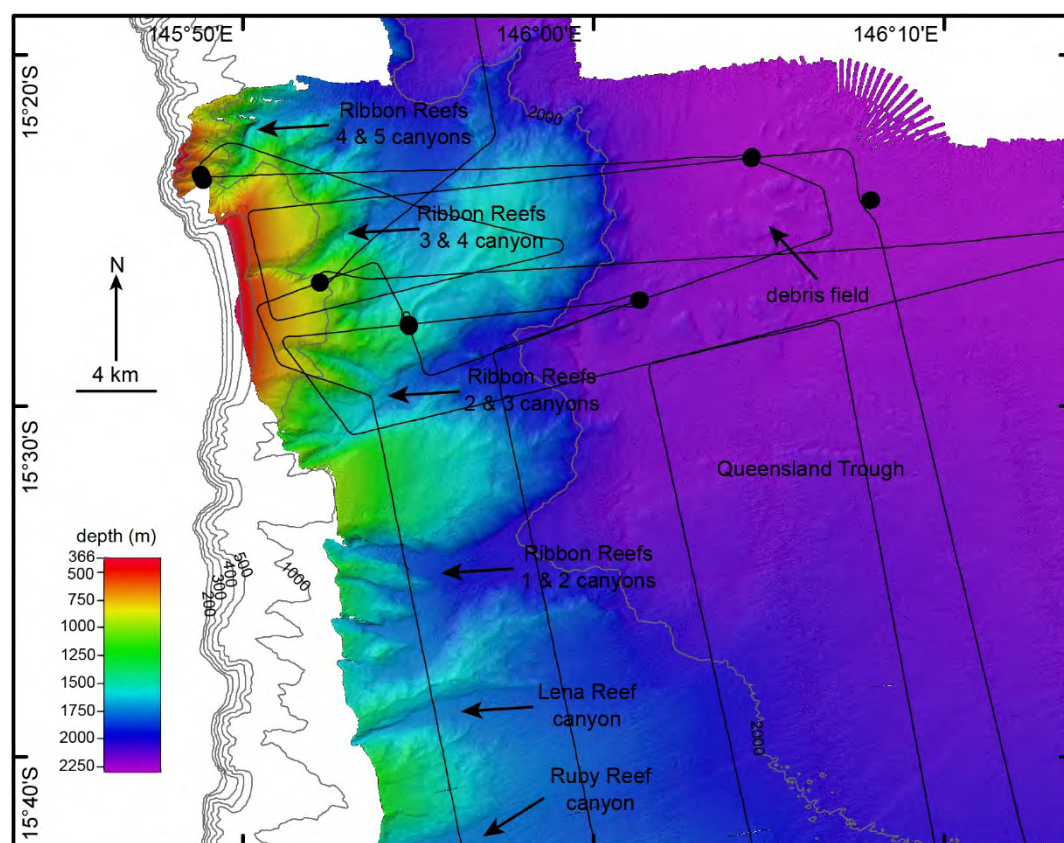 145°50'E
146°00'E
146°10'E
15°20'S
15°30'S
15°40'S
Ribbon Reefs
4 & 5 canyons
2000
Ribbon Reefs
3 & 4 canyon
debris field
N
4 km
Ribbon Reefs
2 & 3 canyons
Queensland Trough
depth (m)
366
500
750
1000
1250
1500
1750
2000
2250
500
400
300
200
1000
Ribbon Reefs
1 & 2 canyons
Lena Reef
canyon
2000
Ruby Reef
canyon